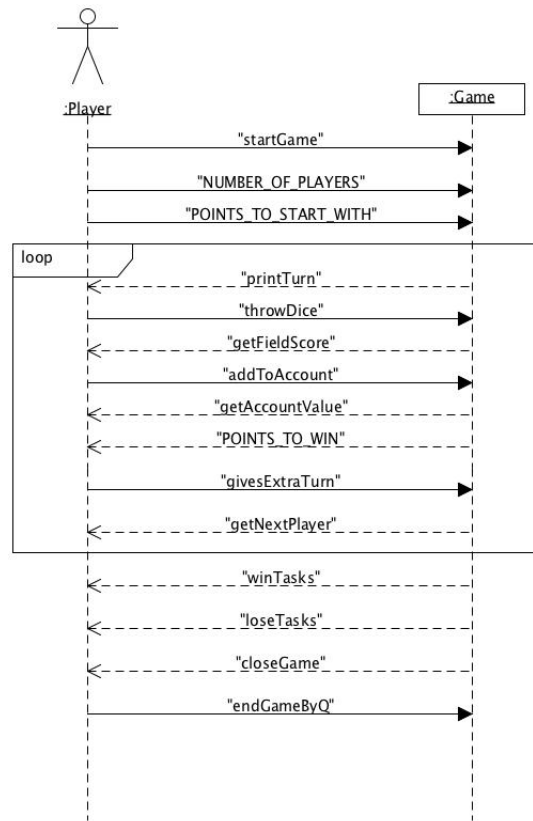 :Player
:Game
"startGame"
"NUMBER_OF_PLAYERS"
"POINTS_TO_START_WITH"
loop
"printTurn"
"throwDice"
"getFieldScore"
"addToAccount"
"getAccountValue"
"POINTS_TO_WIN"
"givesExtraTurn"
"getNextPlayer"
"winTasks"
"loseTasks"
"closeGame"
"endGameByQ"